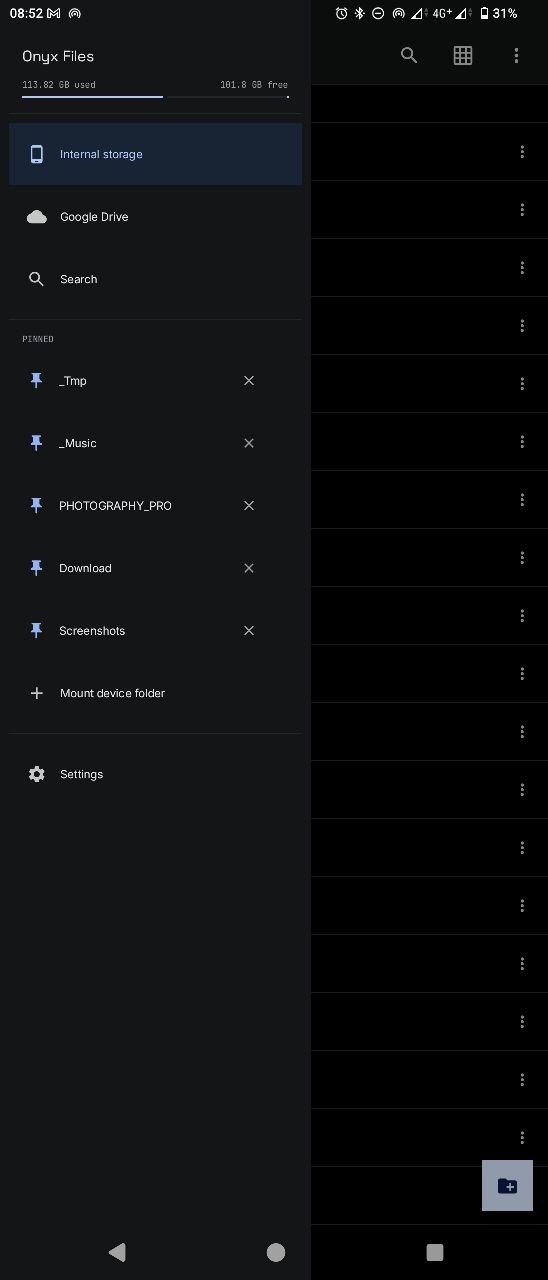 08:52
4G+ 31%
Onyx Files
113.82 GB used 101.8 GB free
Internal storage
Google Drive
Search
PINNED
_Tmp
_Music
PHOTOGRAPHY_PRO
Download
Screenshots
Mount device folder
Settings